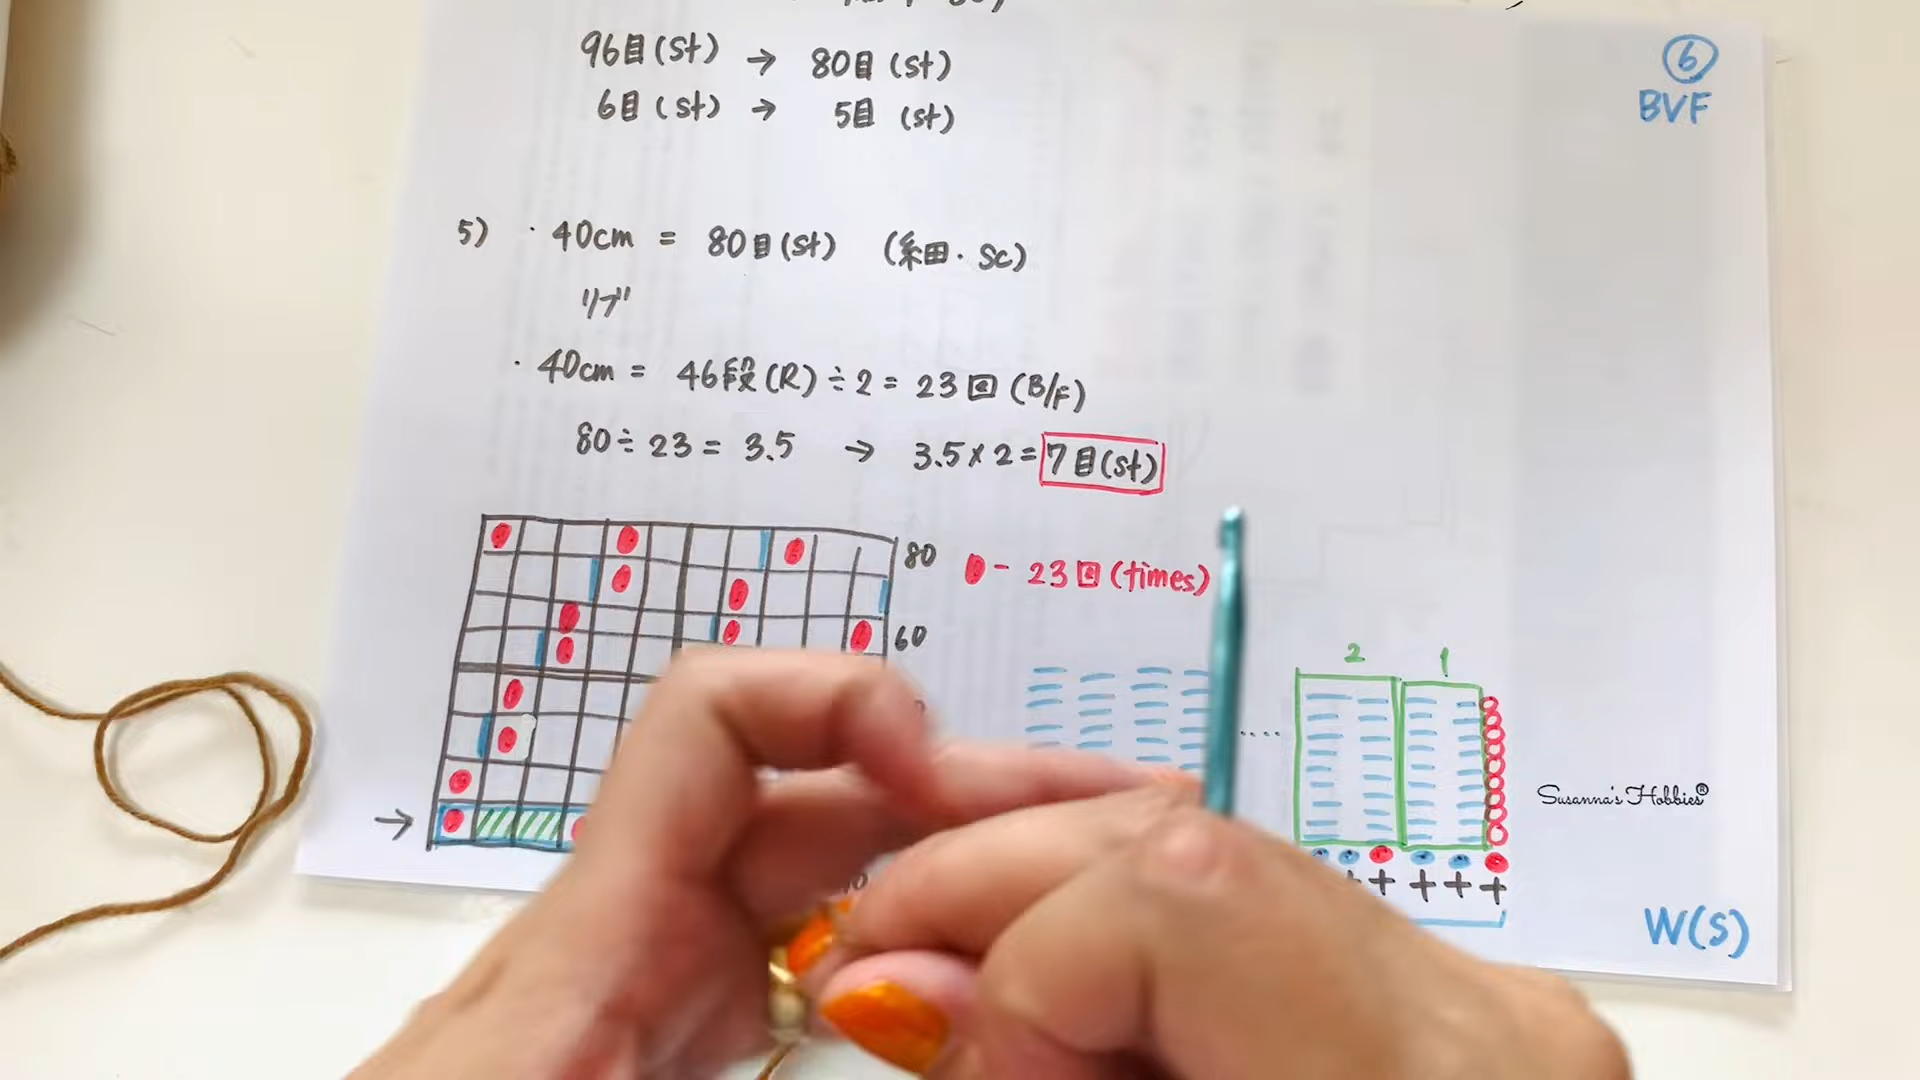 96目(st) → 80目(st)
6目(st) → 5目(st)
⑥
BVF
5) · 40cm = 80目(st) (細·sc)
リブ
· 40cm = 46段(R) ÷ 2 = 23回(B/F)
80 ÷ 23 = 3.5 → 3.5 x 2 = 7目(st)
80
- 23回(times)
60
2 1
Susanna's Hobbies®
→
+ + + +
W(S)